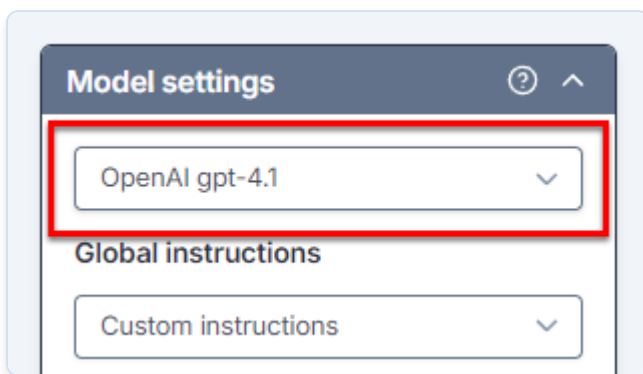 Model settings
OpenAI gpt-4.1
Global instructions
Custom instructions